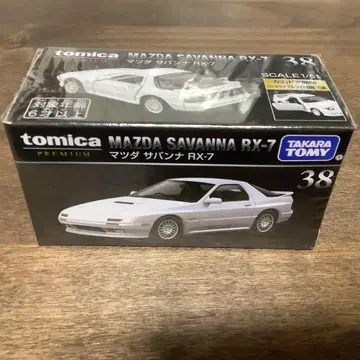 tomica MAZDA SAVANNA RX-7 38
マツダ サバンナ RX-7
SCALE 1/61
対象年齢
6才以上
tomica MAZDA SAVANNA RX-7
PREMIUM マツダ サバンナ RX-7
TAKARA
TOMY
38